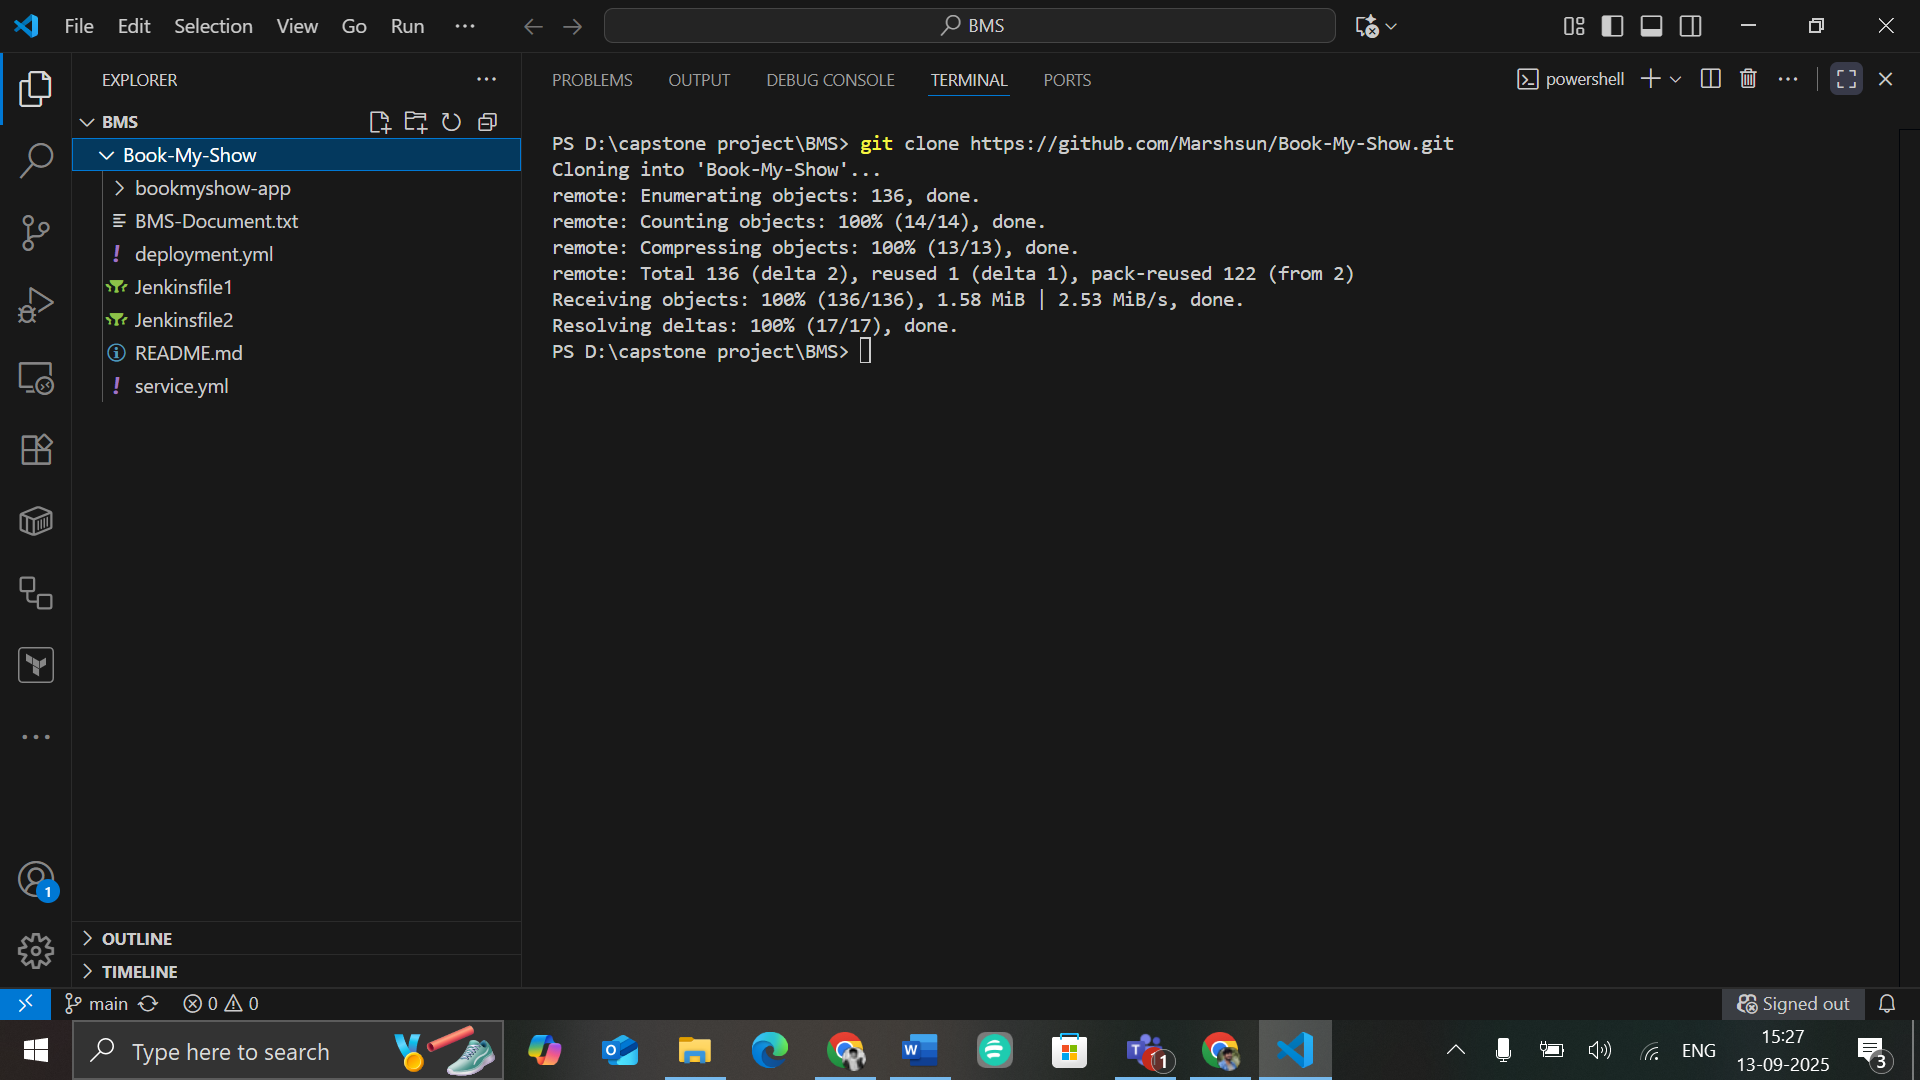 File Edit Selection View Go Run ···
BMS
EXPLORER
PROBLEMS OUTPUT DEBUG CONSOLE TERMINAL PORTS
powershell
BMS
Book-My-Show
bookmyshow-app
BMS-Document.txt
! deployment.yml
Jenkinsfile1
Jenkinsfile2
README.md
! service.yml
PS D:\capstone project\BMS> git clone https://github.com/Marshsun/Book-My-Show.git
Cloning into 'Book-My-Show'...
remote: Enumerating objects: 136, done.
remote: Counting objects: 100% (14/14), done.
remote: Compressing objects: 100% (13/13), done.
remote: Total 136 (delta 2), reused 1 (delta 1), pack-reused 122 (from 2)
Receiving objects: 100% (136/136), 1.58 MiB | 2.53 MiB/s, done.
Resolving deltas: 100% (17/17), done.
PS D:\capstone project\BMS>
1
OUTLINE
TIMELINE
main 0 0
Signed out
Type here to search
1
ENG
15:27
13-09-2025
3